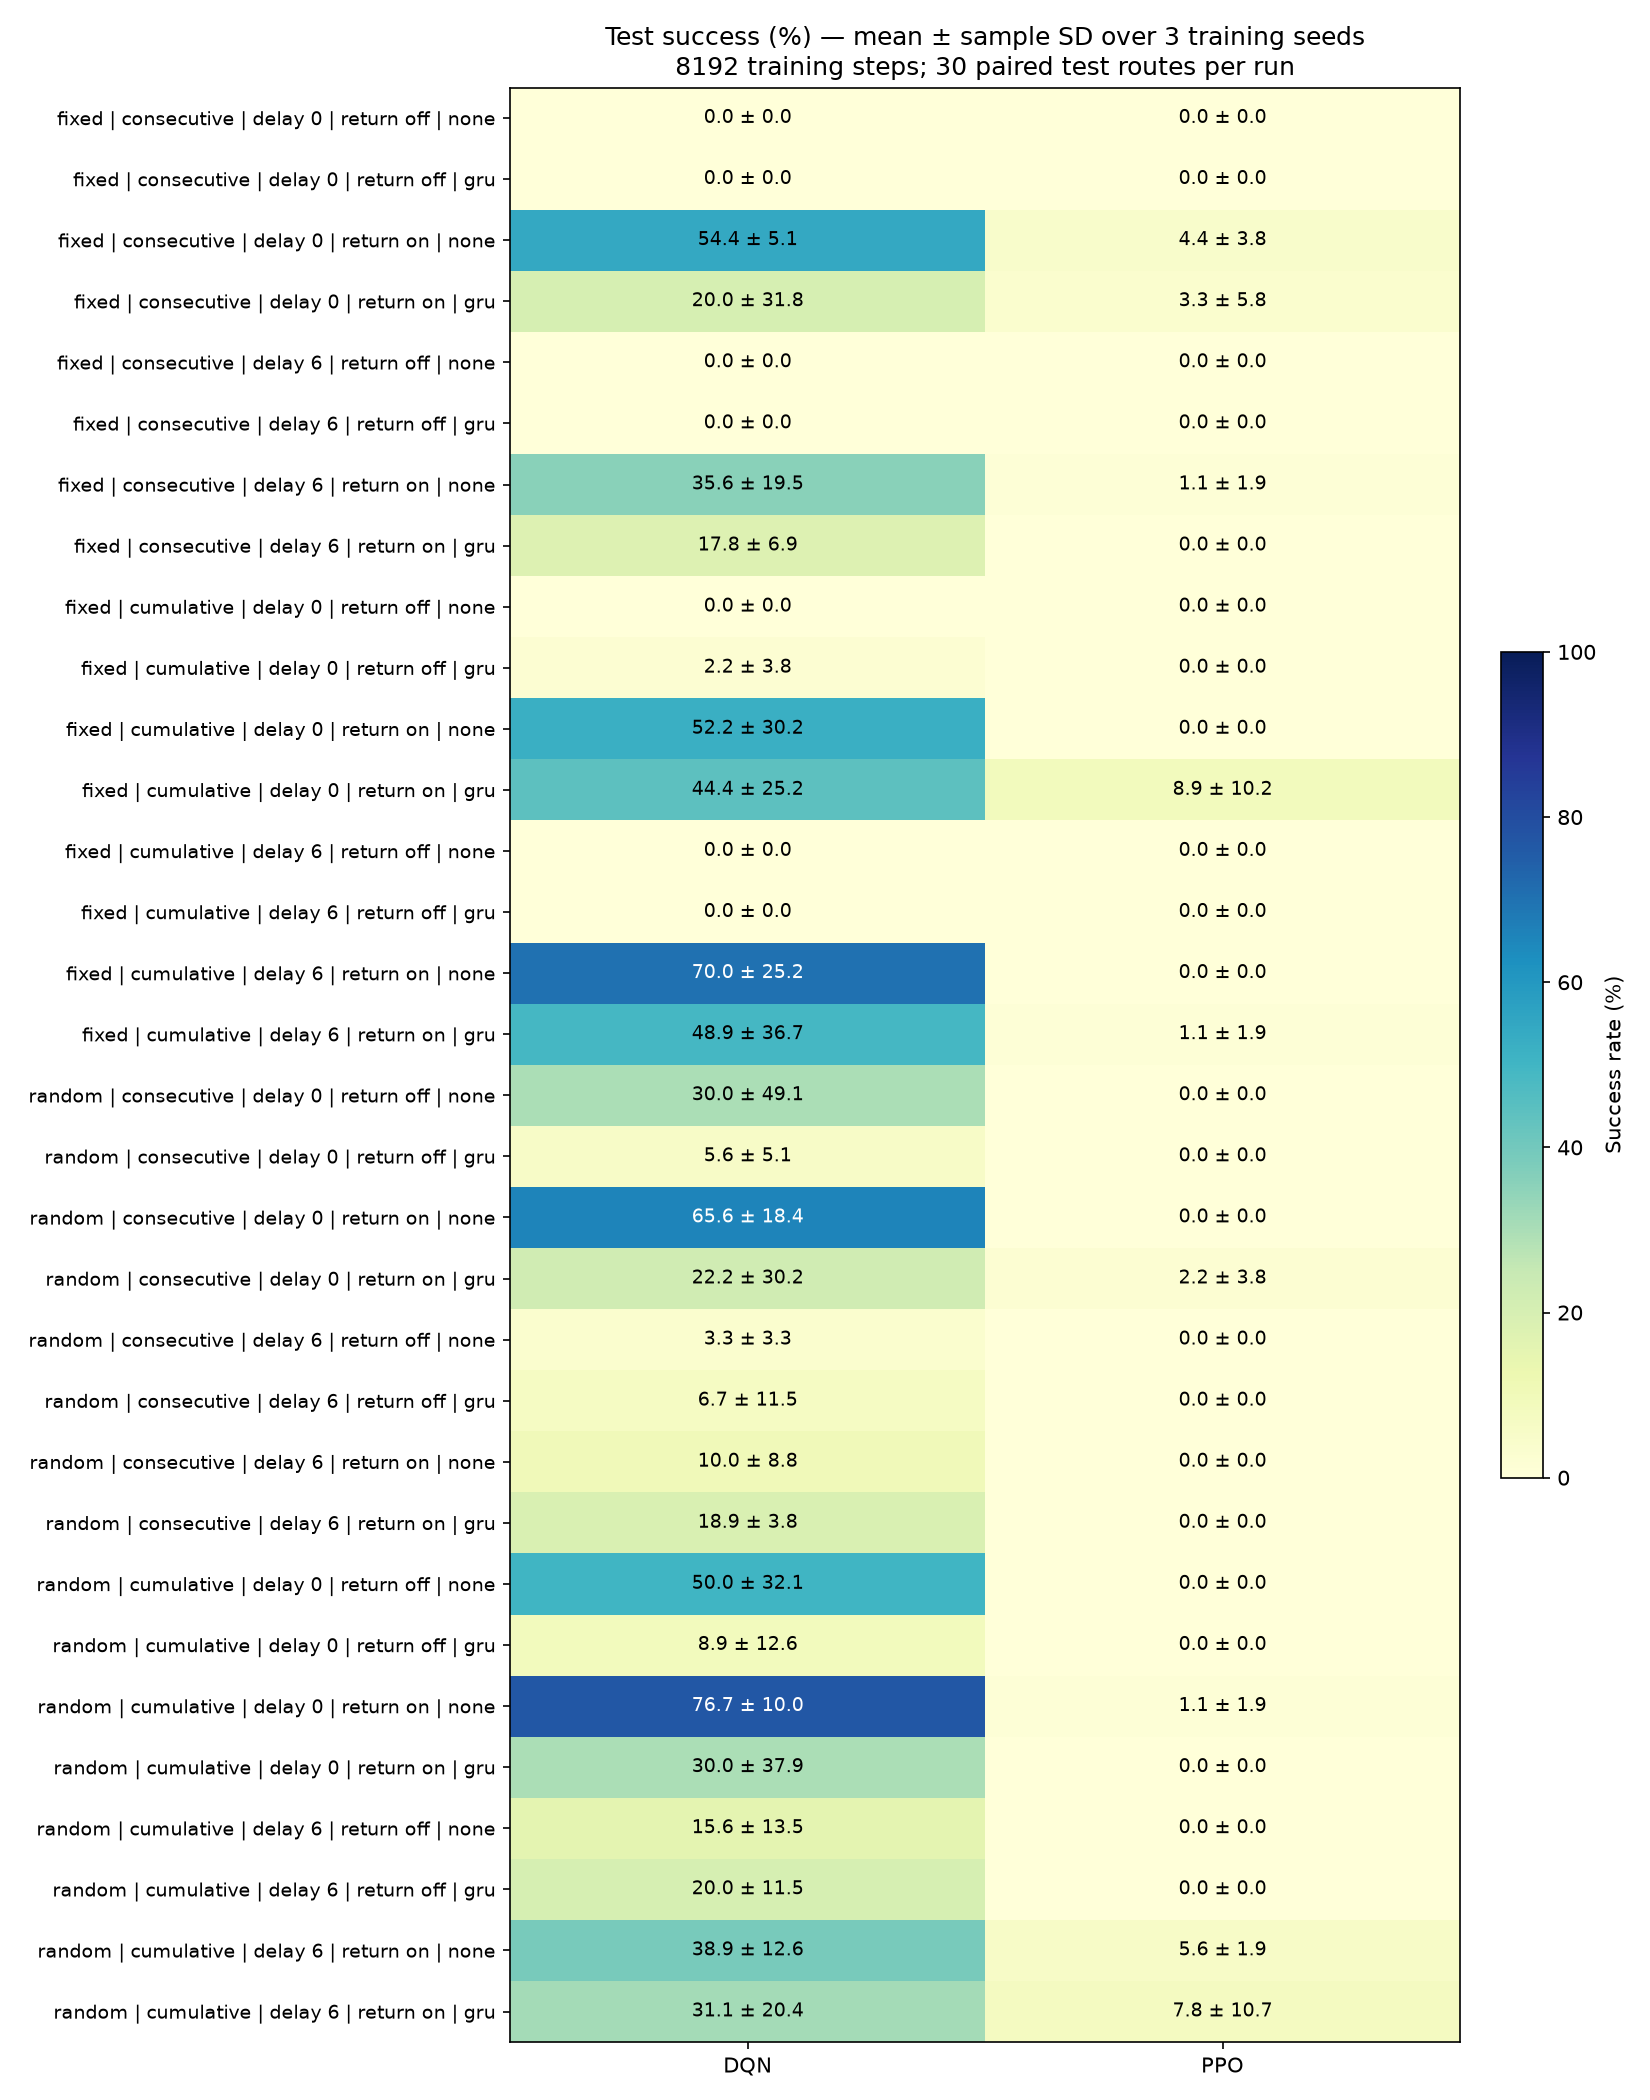 Test success (%) — mean ± sample SD over 3 training seeds
8192 training steps; 30 paired test routes per run
fixed | consecutive | delay 0 | return off | none 0.0 ± 0.0 0.0 ± 0.0
fixed | consecutive | delay 0 | return off | gru 0.0 ± 0.0 0.0 ± 0.0
fixed | consecutive | delay 0 | return on | none 54.4 ± 5.1 4.4 ± 3.8
fixed | consecutive | delay 0 | return on | gru 20.0 ± 31.8 3.3 ± 5.8
fixed | consecutive | delay 6 | return off | none 0.0 ± 0.0 0.0 ± 0.0
fixed | consecutive | delay 6 | return off | gru 0.0 ± 0.0 0.0 ± 0.0
fixed | consecutive | delay 6 | return on | none 35.6 ± 19.5 1.1 ± 1.9
fixed | consecutive | delay 6 | return on | gru 17.8 ± 6.9 0.0 ± 0.0
fixed | cumulative | delay 0 | return off | none 0.0 ± 0.0 0.0 ± 0.0
fixed | cumulative | delay 0 | return off | gru 2.2 ± 3.8 0.0 ± 0.0
fixed | cumulative | delay 0 | return on | none 52.2 ± 30.2 0.0 ± 0.0
fixed | cumulative | delay 0 | return on | gru 44.4 ± 25.2 8.9 ± 10.2
fixed | cumulative | delay 6 | return off | none 0.0 ± 0.0 0.0 ± 0.0
fixed | cumulative | delay 6 | return off | gru 0.0 ± 0.0 0.0 ± 0.0
fixed | cumulative | delay 6 | return on | none 70.0 ± 25.2 0.0 ± 0.0
fixed | cumulative | delay 6 | return on | gru 48.9 ± 36.7 1.1 ± 1.9
random | consecutive | delay 0 | return off | none 30.0 ± 49.1 0.0 ± 0.0
random | consecutive | delay 0 | return off | gru 5.6 ± 5.1 0.0 ± 0.0
random | consecutive | delay 0 | return on | none 65.6 ± 18.4 0.0 ± 0.0
random | consecutive | delay 0 | return on | gru 22.2 ± 30.2 2.2 ± 3.8
random | consecutive | delay 6 | return off | none 3.3 ± 3.3 0.0 ± 0.0
random | consecutive | delay 6 | return off | gru 6.7 ± 11.5 0.0 ± 0.0
random | consecutive | delay 6 | return on | none 10.0 ± 8.8 0.0 ± 0.0
random | consecutive | delay 6 | return on | gru 18.9 ± 3.8 0.0 ± 0.0
random | cumulative | delay 0 | return off | none 50.0 ± 32.1 0.0 ± 0.0
random | cumulative | delay 0 | return off | gru 8.9 ± 12.6 0.0 ± 0.0
random | cumulative | delay 0 | return on | none 76.7 ± 10.0 1.1 ± 1.9
random | cumulative | delay 0 | return on | gru 30.0 ± 37.9 0.0 ± 0.0
random | cumulative | delay 6 | return off | none 15.6 ± 13.5 0.0 ± 0.0
random | cumulative | delay 6 | return off | gru 20.0 ± 11.5 0.0 ± 0.0
random | cumulative | delay 6 | return on | none 38.9 ± 12.6 5.6 ± 1.9
random | cumulative | delay 6 | return on | gru 31.1 ± 20.4 7.8 ± 10.7
DQN PPO
100
80
60
40
20
0
Success rate (%)